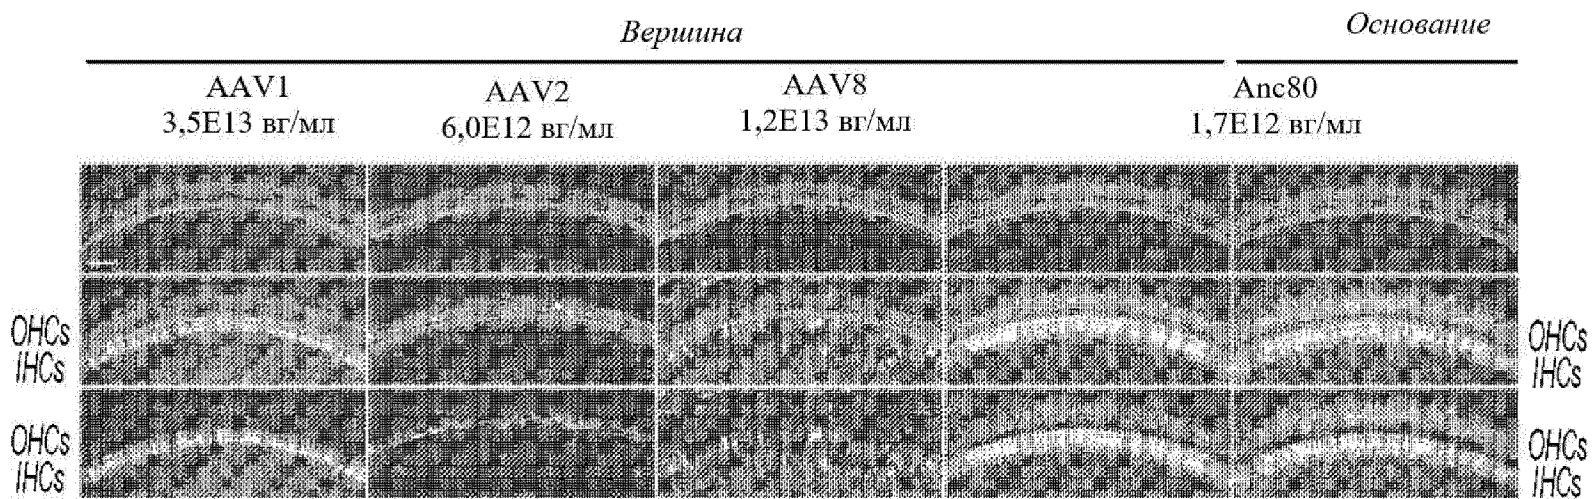 Вершина
Основание
AAV1
3,5E13 вг/мл
AAV2
6,0E12 вг/мл
AAV8
1,2E13 вг/мл
Anc80
1,7E12 вг/мл
OHCs
IHCs
OHCs
IHCs
OHCs
IHCs
OHCs
IHCs